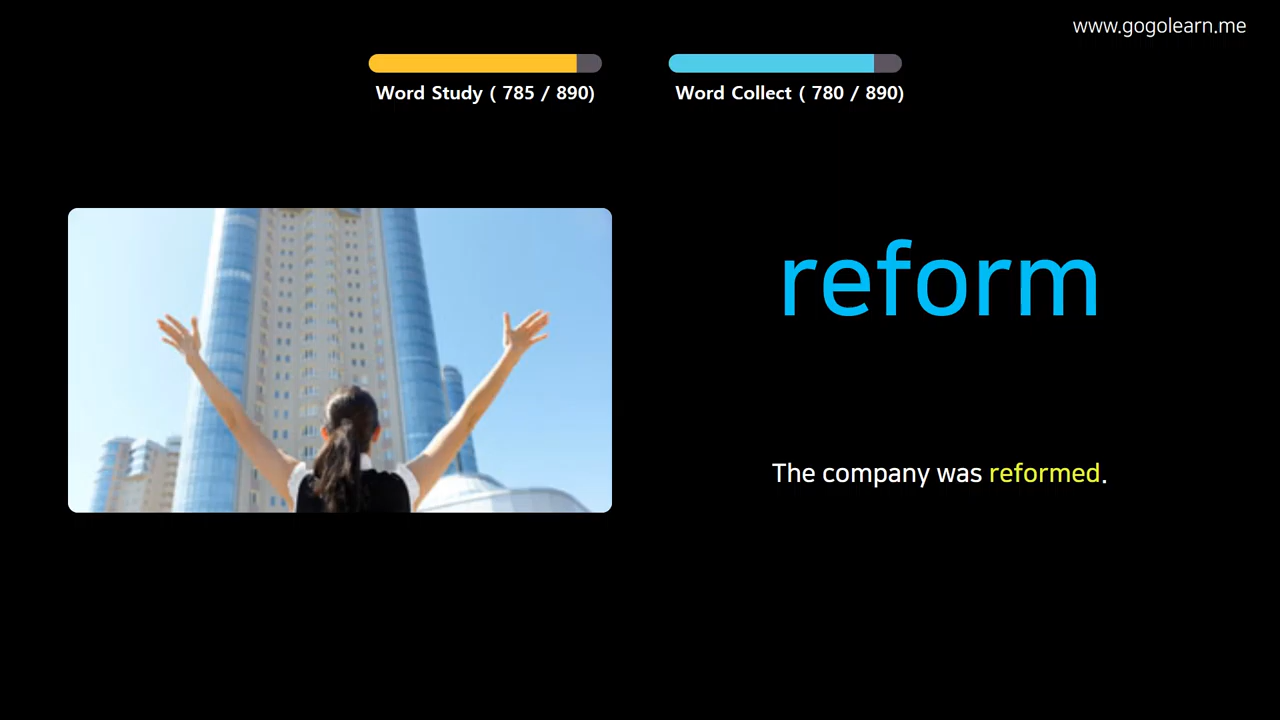 www.gogolearn.me
Word Study ( 785 / 890)
Word Collect ( 780 / 890)
reform
The company was reformed.